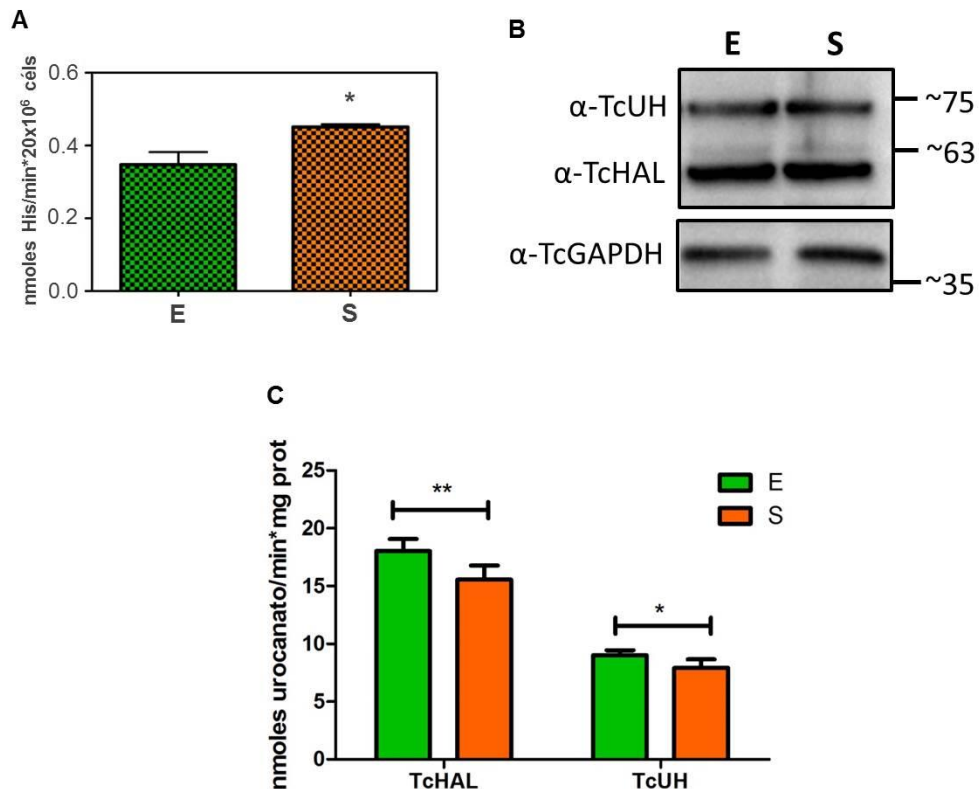 A
nmoles His/min*20x10⁶ céls
0.6
0.4
0.2
0.0
*
E
S
B
E S
α-TcUH
α-TcHAL
α-TcGAPDH
~75
~63
~35
C
nmoles urocanato/min*mg prot
25
20
15
10
5
0
**
*
E
S
TcHAL
TcUH